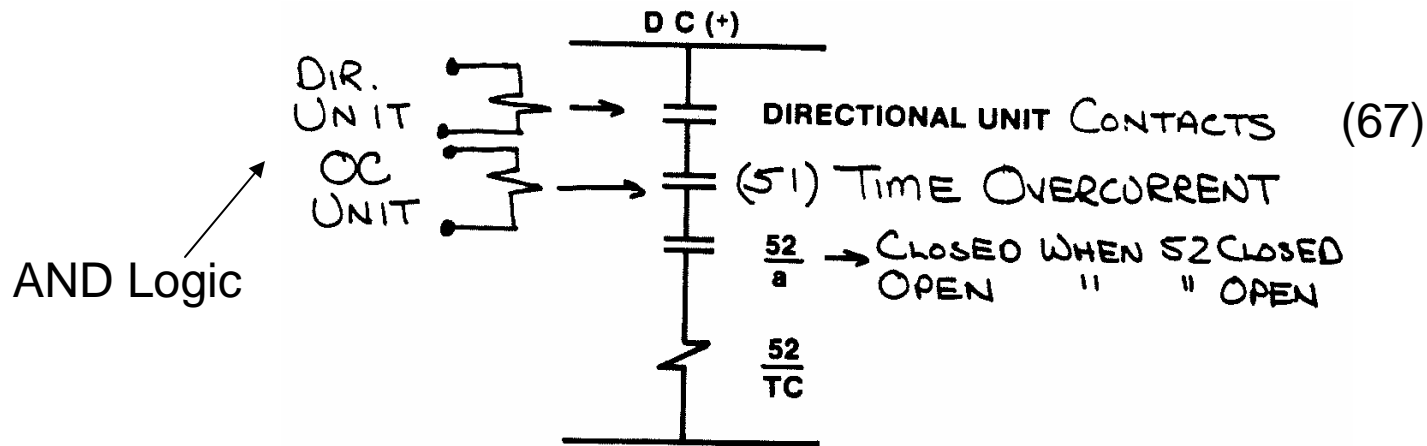 D C (+)
DIR.
UNIT
DIRECTIONAL UNIT CONTACTS (67)
OC
UNIT
(51) TIME OVERCURRENT
AND Logic
52
a
→ CLOSED WHEN 52 CLOSED
OPEN " " OPEN
52
TC